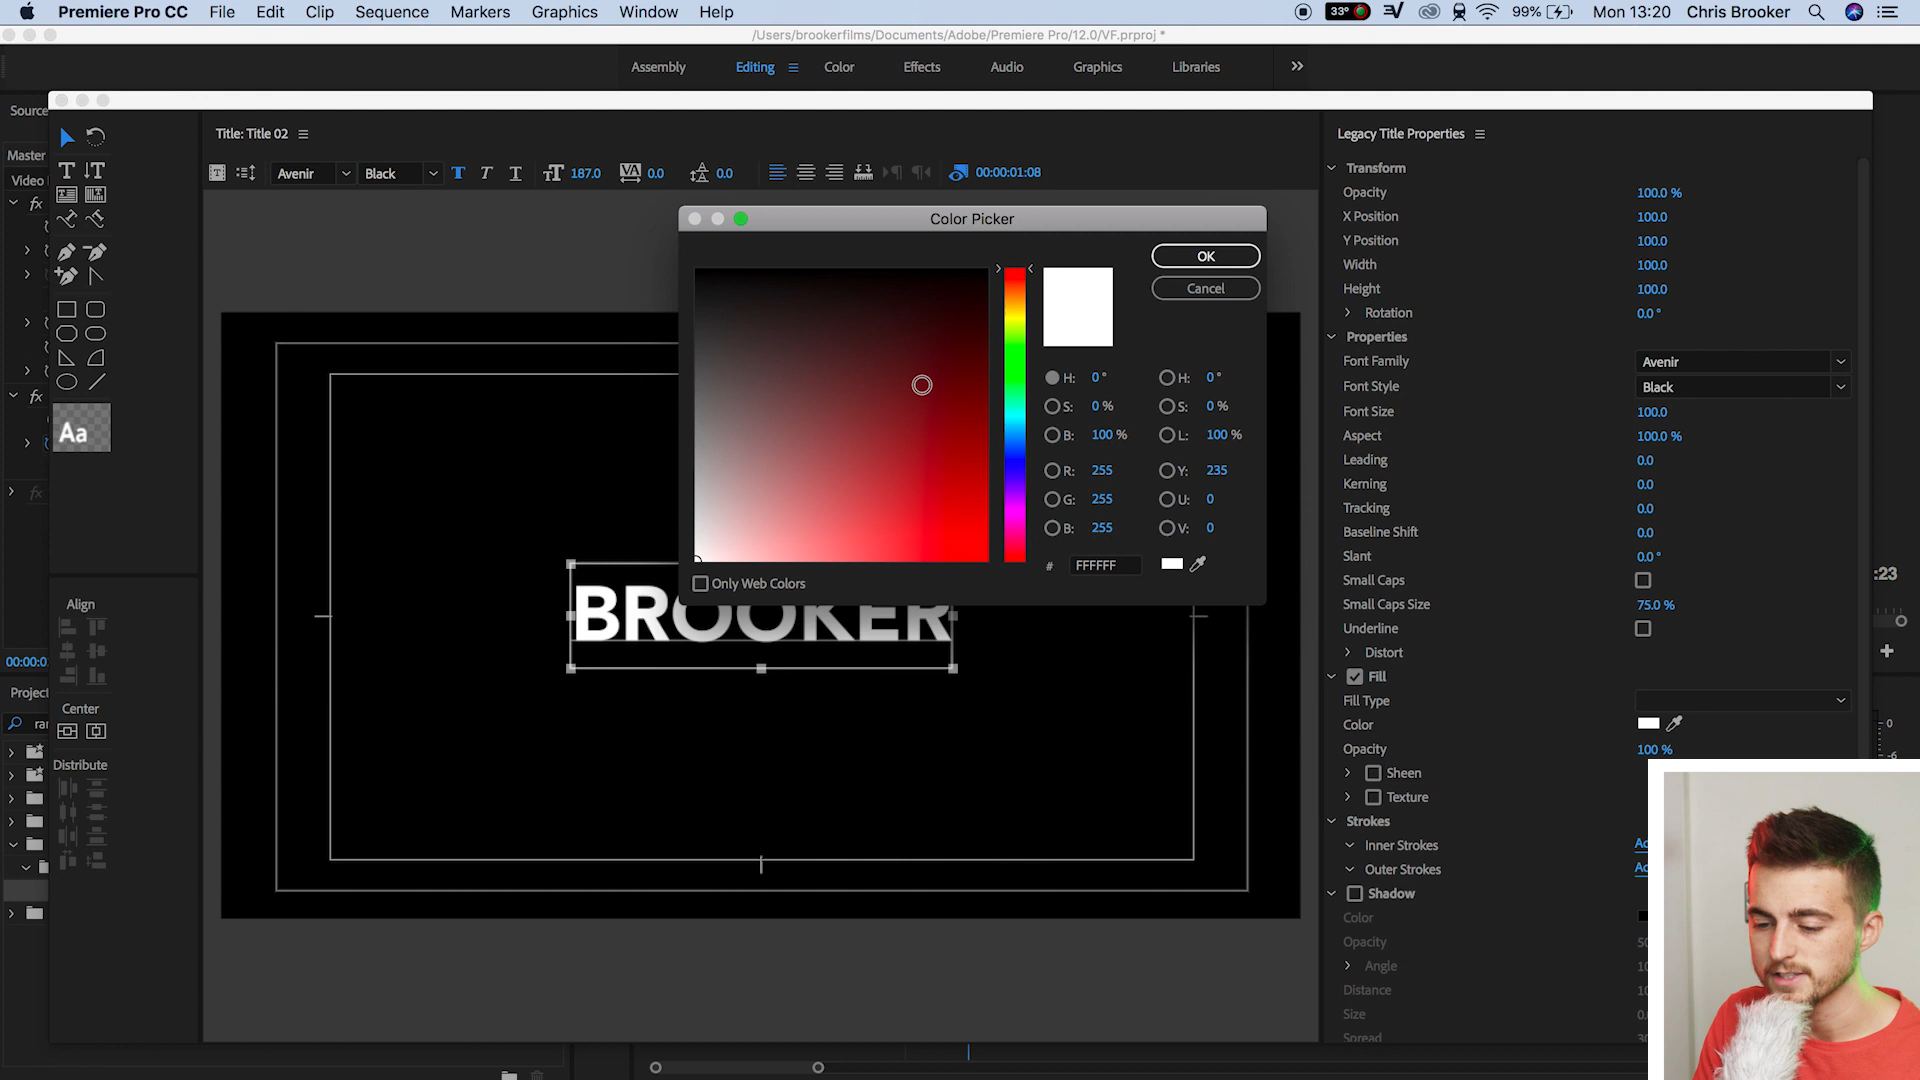 Premiere Pro CC File Edit Clip Sequence Markers Graphics Window Help 33° 99% Mon 13:20 Chris Brooker
/Users/brookerfilms/Documents/Adobe/Premiere Pro/12.0/VF.prproj *
Assembly Editing Color Effects Audio Graphics Libraries
Source
Master
Video
fx
fx
fx
00:00:0
Project
Title: Title 02
Avenir Black T T T 187.0 0.0 0.0 00:00:01:08
Aa
Align
Center
Distribute
BROOKER
Color Picker
OK
Cancel
H: 0 ° H: 0 °
S: 0 % S: 0 %
B: 100 % L: 100 %
R: 255 Y: 235
G: 255 U: 0
B: 255 V: 0
# FFFFFF
Only Web Colors
Legacy Title Properties
Transform
Opacity 100.0 %
X Position 100.0
Y Position 100.0
Width 100.0
Height 100.0
Rotation 0.0 °
Properties
Font Family Avenir
Font Style Black
Font Size 100.0
Aspect 100.0 %
Leading 0.0
Kerning 0.0
Tracking 0.0
Baseline Shift 0.0
Slant 0.0 °
Small Caps
Small Caps Size 75.0 %
Underline
Distort
Fill
Fill Type
Color
Opacity 100 %
Sheen
Texture
Strokes
Inner Strokes
Outer Strokes
Shadow
Color
Opacity
Angle
Distance
Size
Spread
:23
0
-6